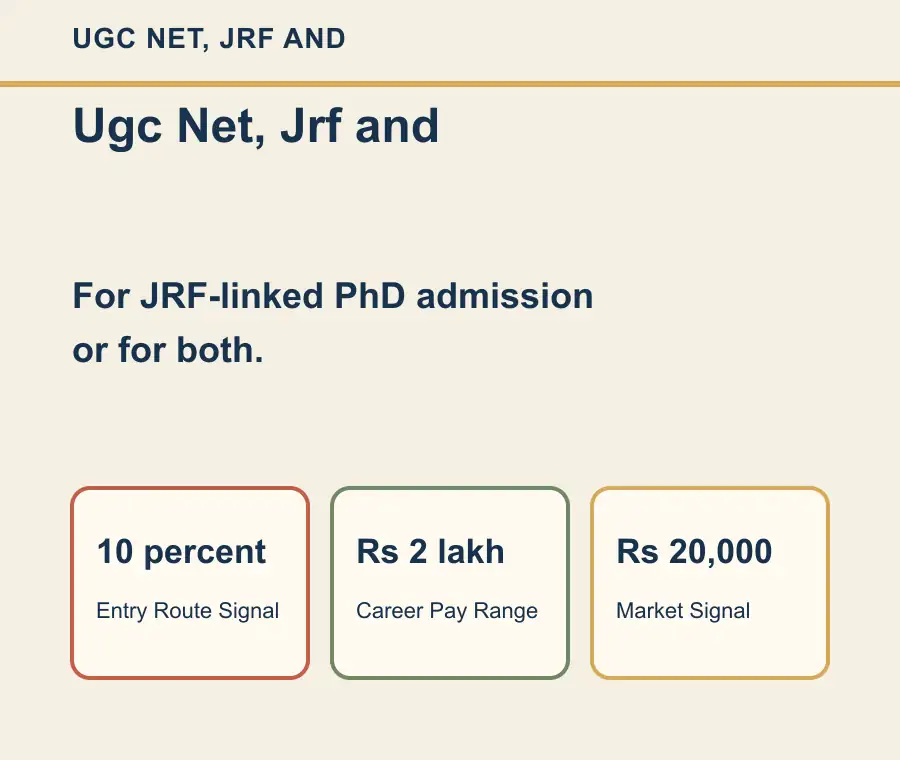 UGC NET, JRF AND
Ugc Net, Jrf and
For JRF-linked PhD admission
or for both.
10 percent
Entry Route Signal
Rs 2 lakh
Career Pay Range
Rs 20,000
Market Signal